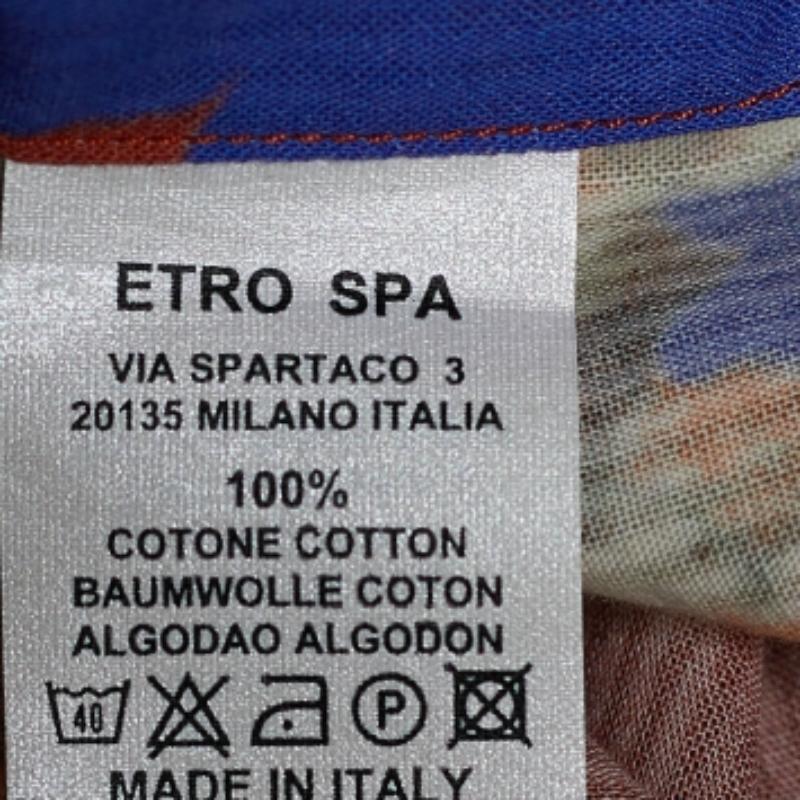 ETRO SPA
VIA SPARTACO 3
20135 MILANO ITALIA
100%
COTONE COTTON
BAUMWOLLE COTON
ALGODAO ALGODON
40 P
MADE IN ITALY